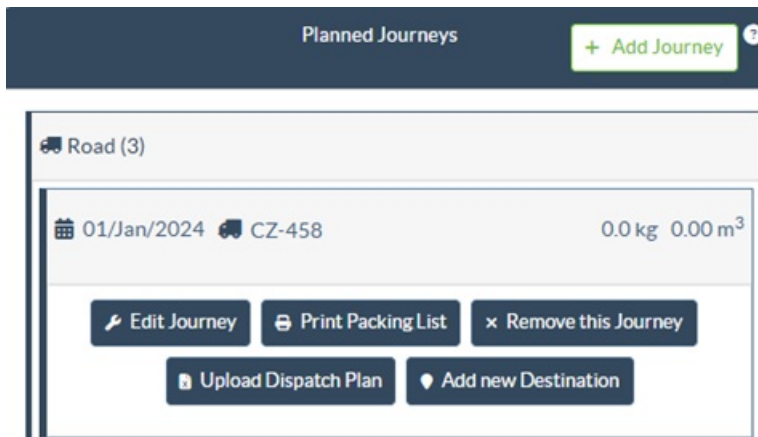 Planned Journeys
+ Add Journey ?
Road (3)
01/Jan/2024 CZ-458 0.0 kg 0.00 m³
Edit Journey Print Packing List × Remove this Journey
Upload Dispatch Plan Add new Destination